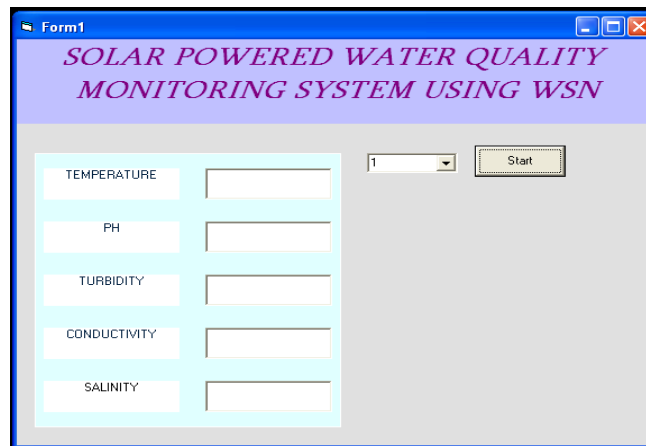 Form1
SOLAR POWERED WATER QUALITY
MONITORING SYSTEM USING WSN
1
Start
TEMPERATURE
PH
TURBIDITY
CONDUCTIVITY
SALINITY